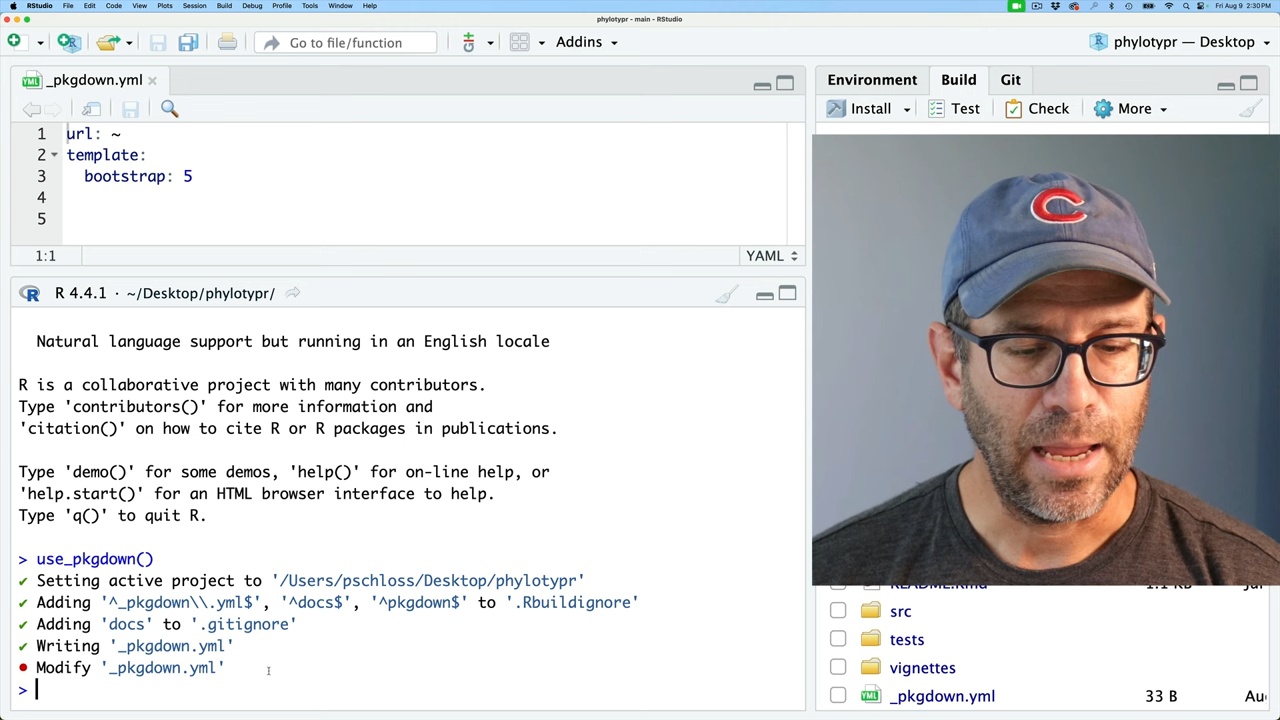 RStudio File Edit Code View Plots Session Build Debug Profile Tools Window Help Fri Aug 9 2:30PM
phylotypr - main - RStudio
Go to file/function Addins phylotypr — Desktop
_pkgdown.yml
Environment Build Git
Install Test Check More
1 url: ~
2 template:
3 bootstrap: 5
4
5
1:1 YAML
R 4.4.1 · ~/Desktop/phylotypr/
Natural language support but running in an English locale
R is a collaborative project with many contributors.
Type 'contributors()' for more information and
'citation()' on how to cite R or R packages in publications.
Type 'demo()' for some demos, 'help()' for on-line help, or
'help.start()' for an HTML browser interface to help.
Type 'q()' to quit R.
> use_pkgdown()
✔ Setting active project to '/Users/pschloss/Desktop/phylotypr'
✔ Adding '^_pkgdown\\.yml$', '^docs$', '^pkgdown$' to '.Rbuildignore'
✔ Adding 'docs' to '.gitignore'
✔ Writing '_pkgdown.yml'
● Modify '_pkgdown.yml'
>
C
README.Rmd 1.1 KB
src
tests
vignettes
_pkgdown.yml 33 B